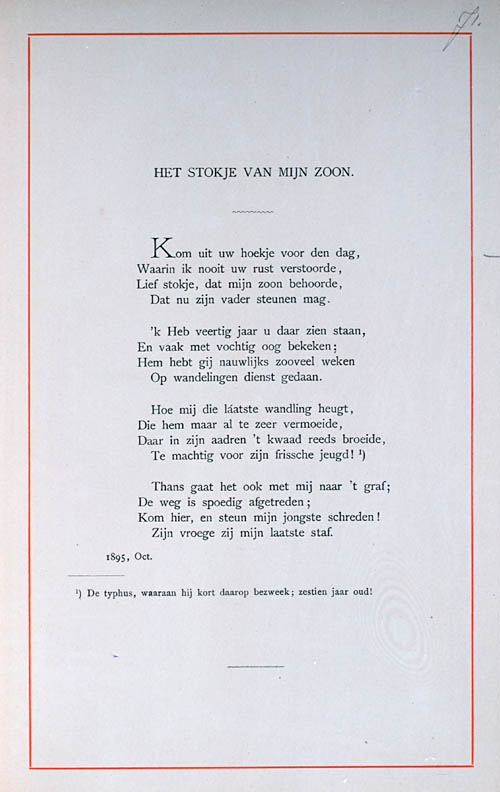 HET STOKJE VAN MIJN ZOON.
Kom uit uw hoekje voor den dag,
Waarin ik nooit uw rust verstoorde,
Lief stokje, dat mijn zoon behoorde,
Dat nu zijn vader steunen mag.
'k Heb veertig jaar u daar zien staan,
En vaak met vochtig oog bekeken;
Hem hebt gij nauwlijks zooveel weken
Op wandelingen dienst gedaan.
Hoe mij die láatste wandling heugt,
Die hem maar al te zeer vermoeide,
Daar in zijn aadren 't kwaad reeds broeide,
Te machtig voor zijn frissche jeugd! ¹)
Thans gaat het ook met mij naar 't graf;
De weg is spoedig afgetreden;
Kom hier, en steun mijn jongste schreden!
Zijn vroege zij mijn laatste staf.
1895, Oct.
¹) De typhus, waaraan hij kort daarop bezweek; zestien jaar oud!